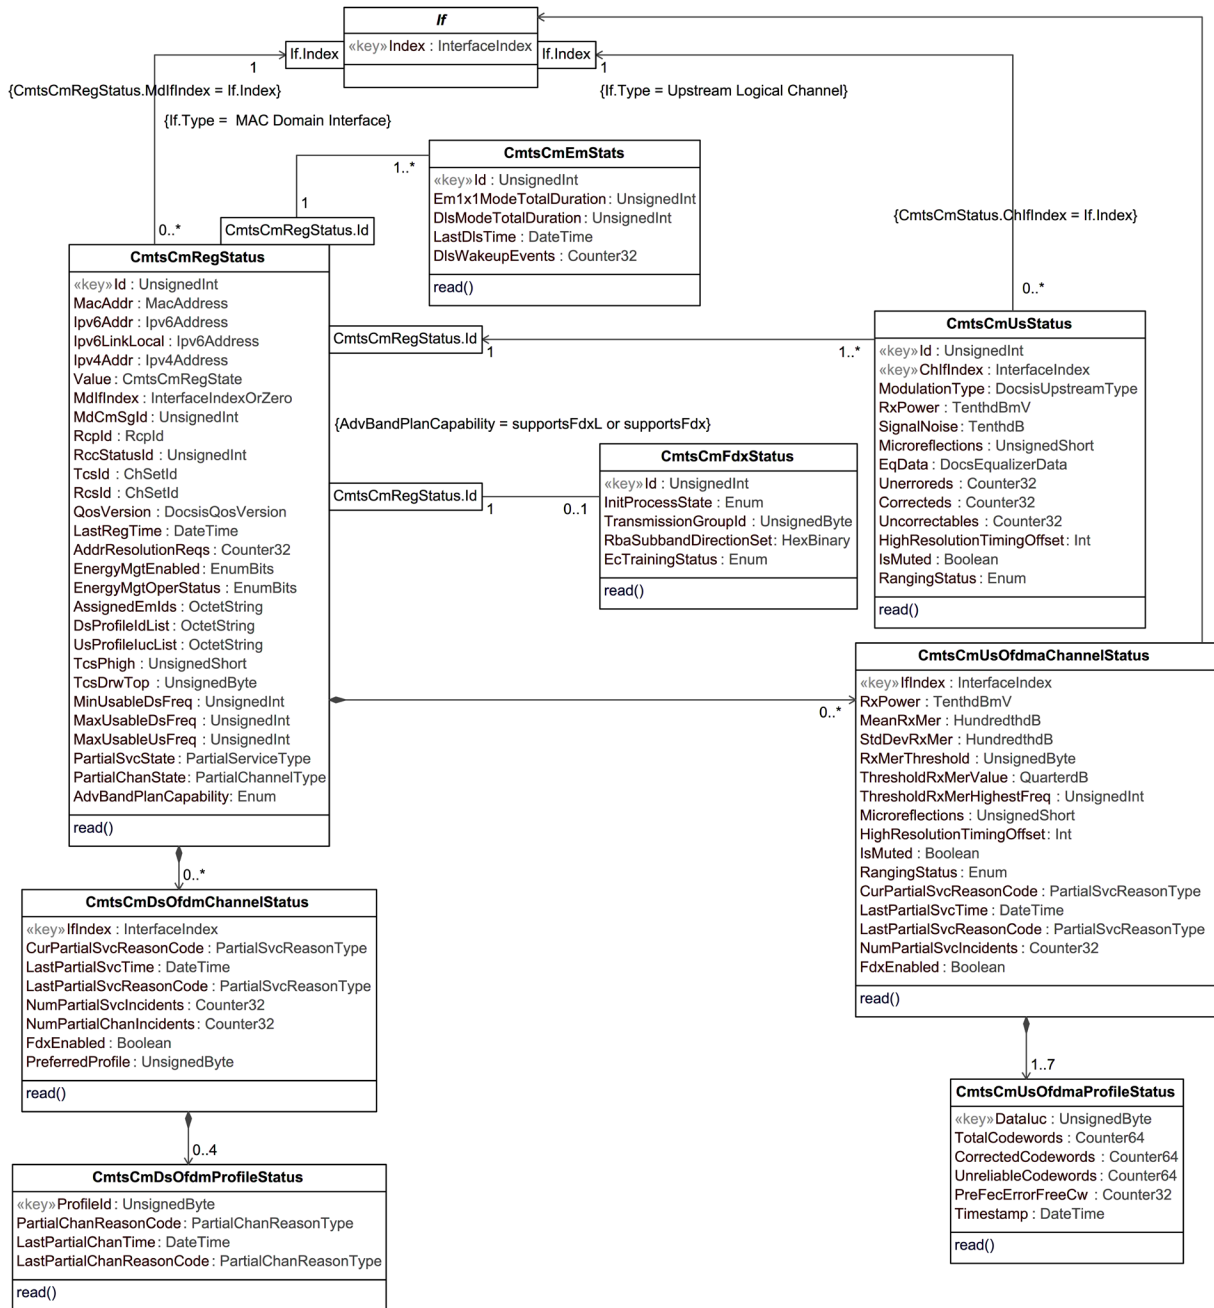 If
«key»Index : InterfaceIndex
If.Index
If.Index
1
1
{CmtsCmRegStatus.MdIfIndex = If.Index}
{If.Type = Upstream Logical Channel}
{If.Type =  MAC Domain Interface}
CmtsCmEmStats
«key»Id : UnsignedInt
Em1x1ModeTotalDuration : UnsignedInt
DlsModeTotalDuration : UnsignedInt
LastDlsTime : DateTime
DlsWakeupEvents : Counter32
read()
1..*
1
{CmtsCmStatus.ChIfIndex = If.Index}
0..*
CmtsCmRegStatus.Id
CmtsCmRegStatus
«key»Id : UnsignedInt
MacAddr : MacAddress
Ipv6Addr : Ipv6Address
Ipv6LinkLocal : Ipv6Address
Ipv4Addr : Ipv4Address
Value : CmtsCmRegState
MdIfIndex : InterfaceIndexOrZero
MdCmSgId : UnsignedInt
RcpId : RcpId
RccStatusId : UnsignedInt
TcsId : ChSetId
RcsId : ChSetId
QosVersion : DocsisQosVersion
LastRegTime : DateTime
AddrResolutionReqs : Counter32
EnergyMgtEnabled : EnumBits
EnergyMgtOperStatus : EnumBits
AssignedEmIds : OctetString
DsProfileIdList : OctetString
UsProfileIucList : OctetString
TcsPhigh : UnsignedShort
TcsDrwTop : UnsignedByte
MinUsableDsFreq : UnsignedInt
MaxUsableDsFreq : UnsignedInt
MaxUsableUsFreq : UnsignedInt
PartialSvcState : PartialServiceType
PartialChanState : PartialChannelType
AdvBandPlanCapability: Enum
read()
0..*
CmtsCmUsStatus
«key»Id : UnsignedInt
«key»ChIfIndex : InterfaceIndex
ModulationType : DocsisUpstreamType
RxPower : TenthdBmV
SignalNoise : TenthdB
Microreflections : UnsignedShort
EqData : DocsEqualizerData
Unerroreds : Counter32
Correcteds : Counter32
Uncorrectables : Counter32
HighResolutionTimingOffset : Int
IsMuted : Boolean
RangingStatus : Enum
read()
CmtsCmRegStatus.Id
1
1..*
{AdvBandPlanCapability = supportsFdxL or supportsFdx}
CmtsCmFdxStatus
«key»Id : UnsignedInt
InitProcessState : Enum
TransmissionGroupId : UnsignedByte
RbaSubbandDirectionSet : HexBinary
EcTrainingStatus : Enum
read()
CmtsCmRegStatus.Id
1
0..1
CmtsCmUsOfdmaChannelStatus
«key»IfIndex : InterfaceIndex
RxPower : TenthdBmV
MeanRxMer : HundredthdB
StdDevRxMer : HundredthdB
RxMerThreshold : UnsignedByte
ThresholdRxMerValue : QuarterdB
ThresholdRxMerHighestFreq : UnsignedInt
Microreflections : UnsignedShort
HighResolutionTimingOffset : Int
IsMuted : Boolean
RangingStatus : Enum
CurPartialSvcReasonCode : PartialSvcReasonType
LastPartialSvcTime : DateTime
LastPartialSvcReasonCode : PartialSvcReasonType
NumPartialSvcIncidents : Counter32
FdxEnabled : Boolean
read()
0..*
0..*
CmtsCmDsOfdmChannelStatus
«key»IfIndex : InterfaceIndex
CurPartialSvcReasonCode : PartialSvcReasonType
LastPartialSvcTime : DateTime
LastPartialSvcReasonCode : PartialSvcReasonType
NumPartialSvcIncidents : Counter32
NumPartialChanIncidents : Counter32
FdxEnabled : Boolean
PreferredProfile : UnsignedByte
read()
1..7
CmtsCmUsOfdmaProfileStatus
«key»DataIuc : UnsignedByte
TotalCodewords : Counter64
CorrectedCodewords : Counter64
UnreliableCodewords : Counter64
PreFecErrorFreeCw : Counter32
Timestamp : DateTime
read()
0..4
CmtsCmDsOfdmProfileStatus
«key»ProfileId : UnsignedByte
PartialChanReasonCode : PartialChanReasonType
LastPartialChanTime : DateTime
LastPartialChanReasonCode : PartialChanReasonType
read()